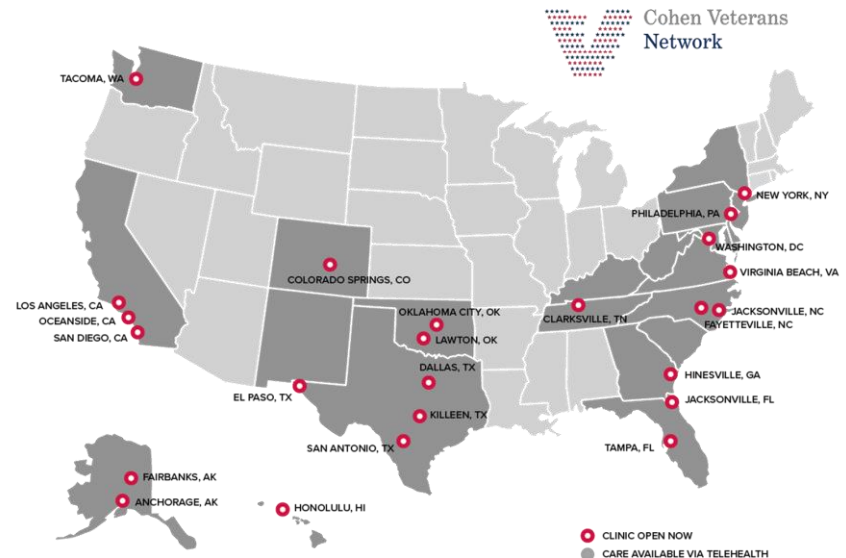 Cohen Veterans
Network
TACOMA, WA
NEW YORK, NY
PHILADELPHIA, PA
WASHINGTON, DC
VIRGINIA BEACH, VA
COLORADO SPRINGS, CO
LOS ANGELES, CA
OCEANSIDE, CA
SAN DIEGO, CA
OKLAHOMA CITY, OK
LAWTON, OK
CLARKSVILLE, TN
JACKSONVILLE, NC
FAYETTEVILLE, NC
DALLAS, TX
HINESVILLE, GA
EL PASO, TX
JACKSONVILLE, FL
KILLEEN, TX
SAN ANTONIO, TX
TAMPA, FL
FAIRBANKS, AK
ANCHORAGE, AK
HONOLULU, HI
CLINIC OPEN NOW
CARE AVAILABLE VIA TELEHEALTH